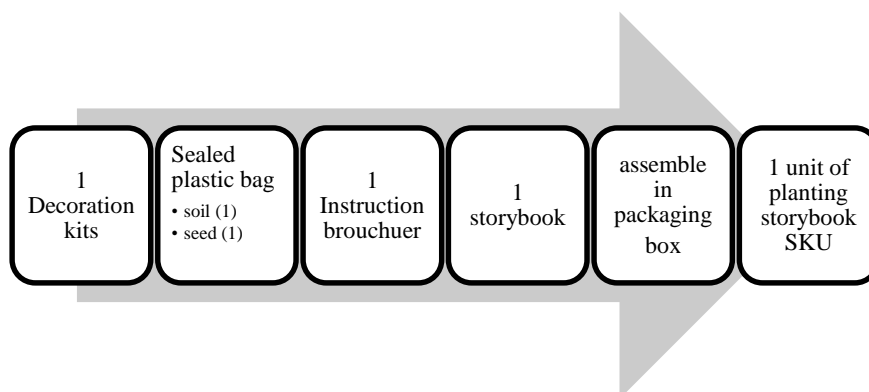 1
Decoration
kits
Sealed
plastic bag
• soil (1)
• seed (1)
1
Instruction
brouchuer
1
storybook
assemble
in
packaging
box
1 unit of
planting
storybook
SKU